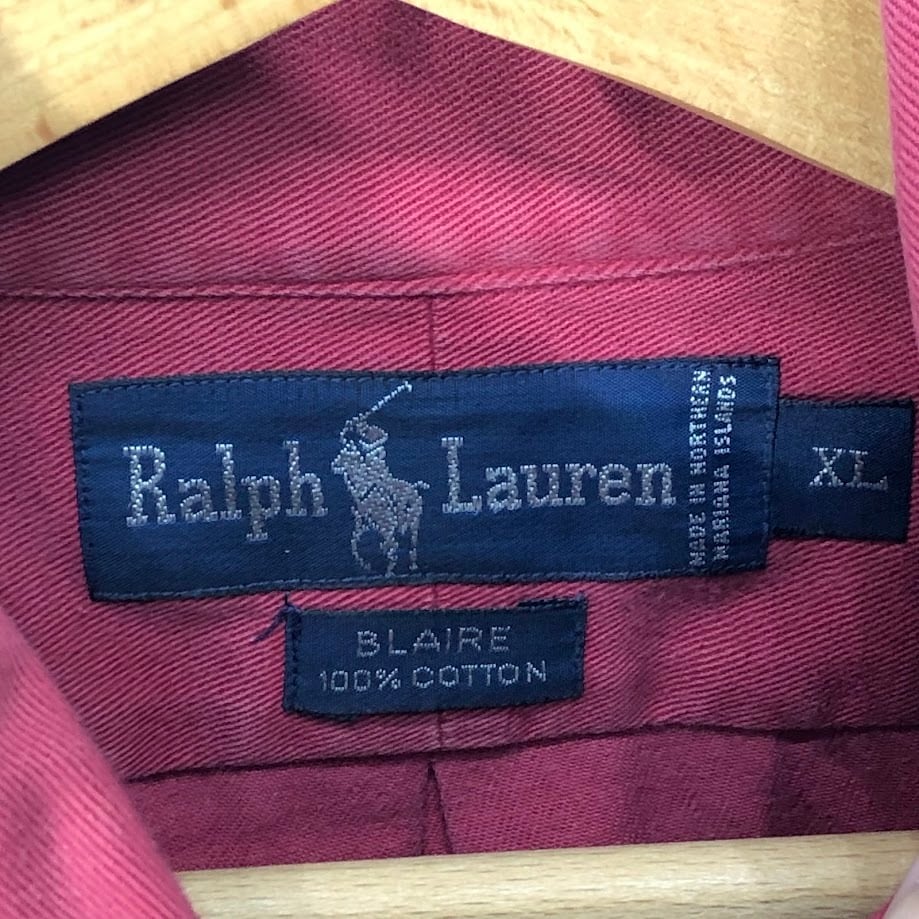 Ralph Lauren
MADE IN NORTHERN
MARIANA ISLANDS
XL
BLAIRE
100% COTTON